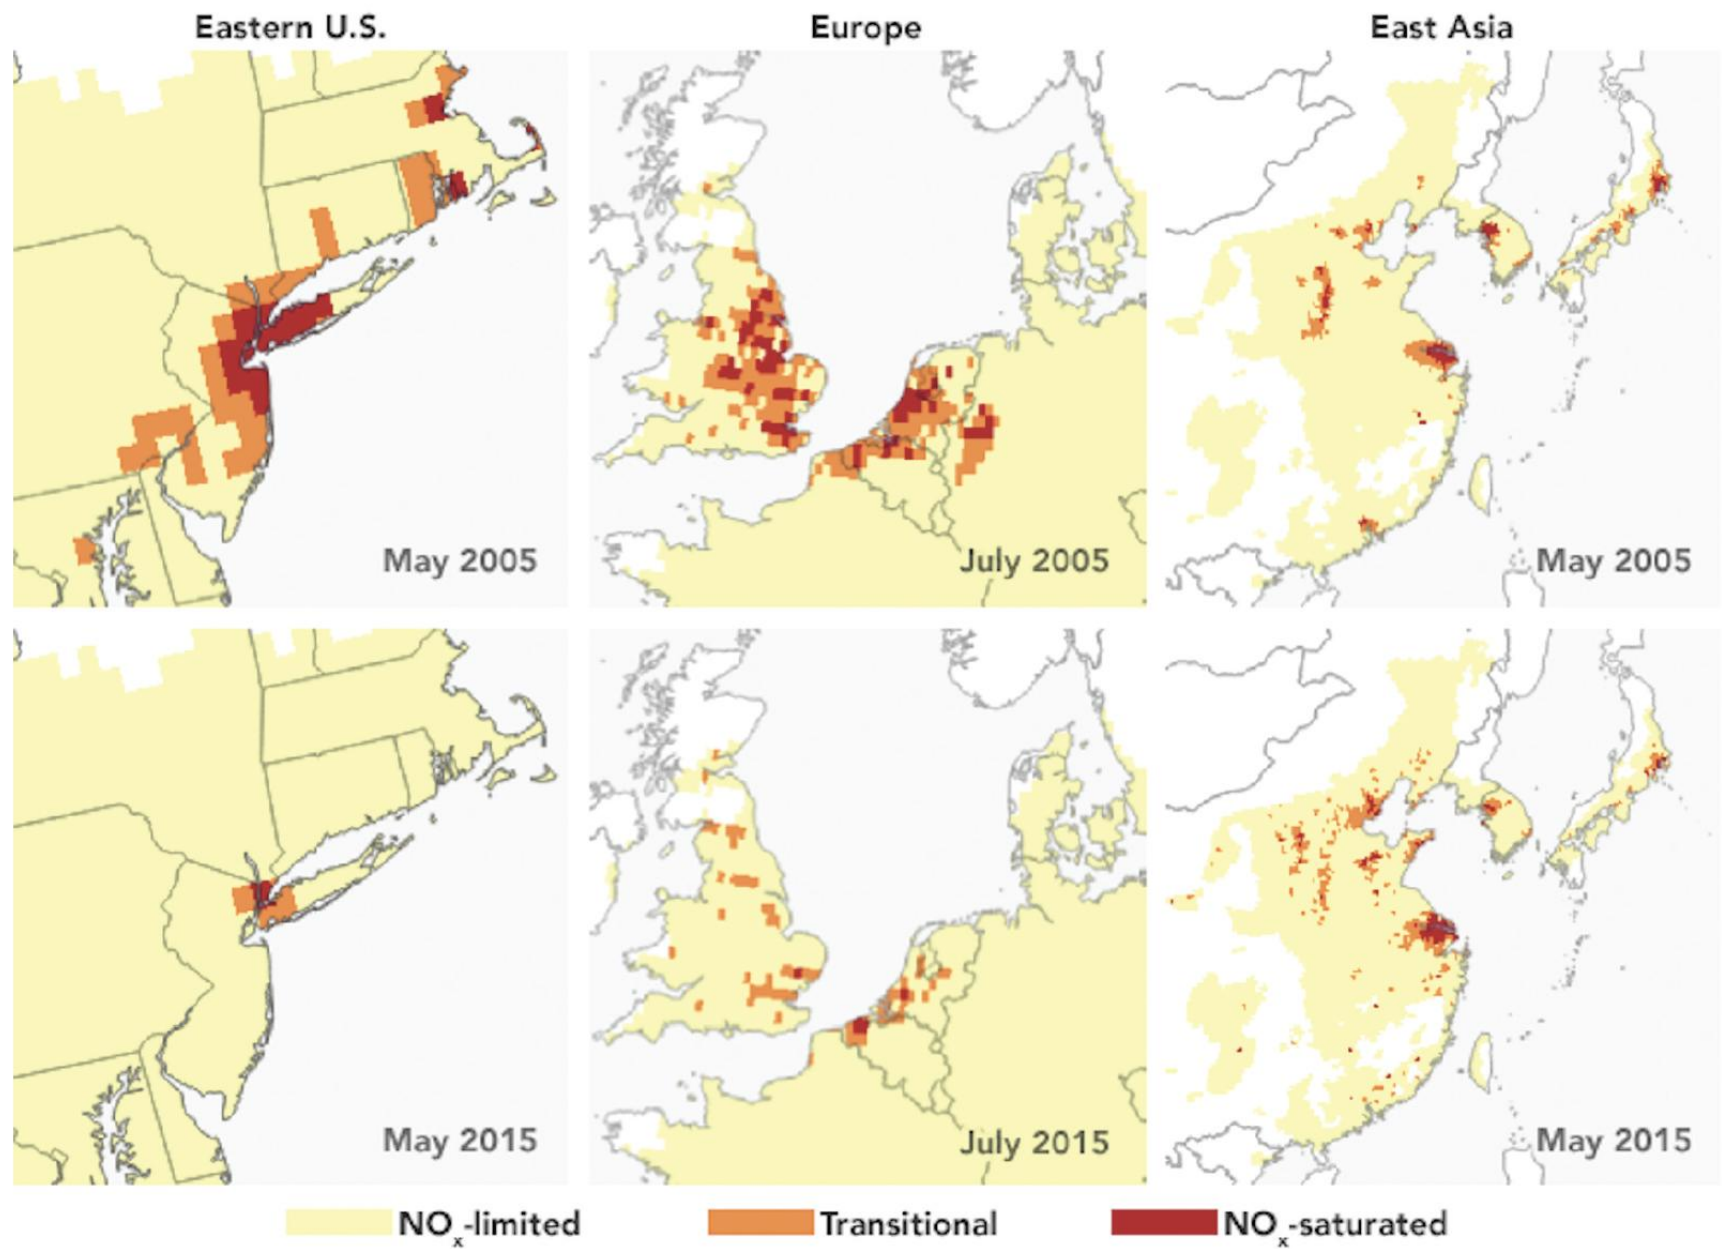 Eastern U.S.
Europe
East Asia
May 2005
July 2005
May 2005
May 2015
July 2015
May 2015
NOx-limited
Transitional
NOx-saturated